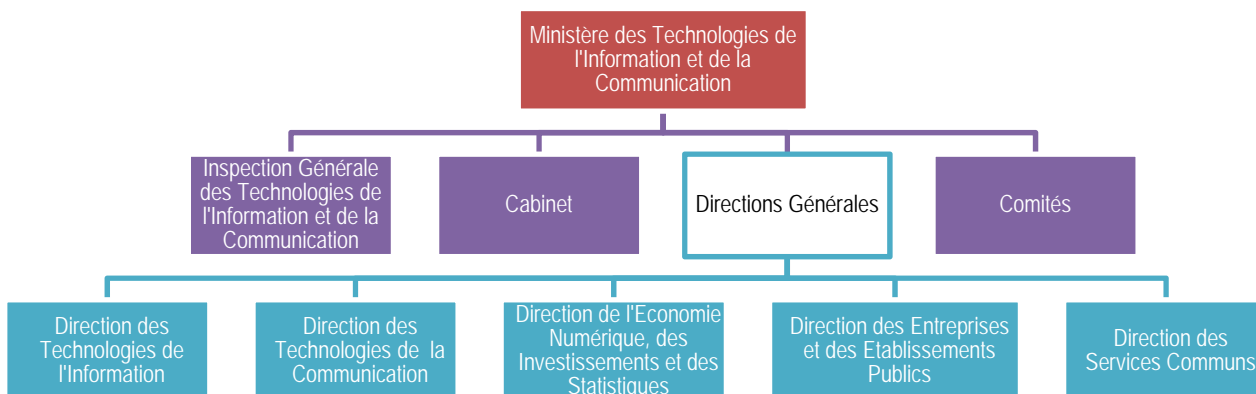 Ministère des Technologies de
l'Information et de la
Communication
Inspection Générale
des Technologies de
l'Information et de la
Communication
Cabinet
Directions Générales
Comités
Direction des
Technologies de
l'Information
Direction des
Technologies de la
Communication
Direction de l'Economie
Numérique, des
Investissements et des
Statistiques
Direction des Entreprises
et des Etablissements
Publics
Direction des
Services Communs